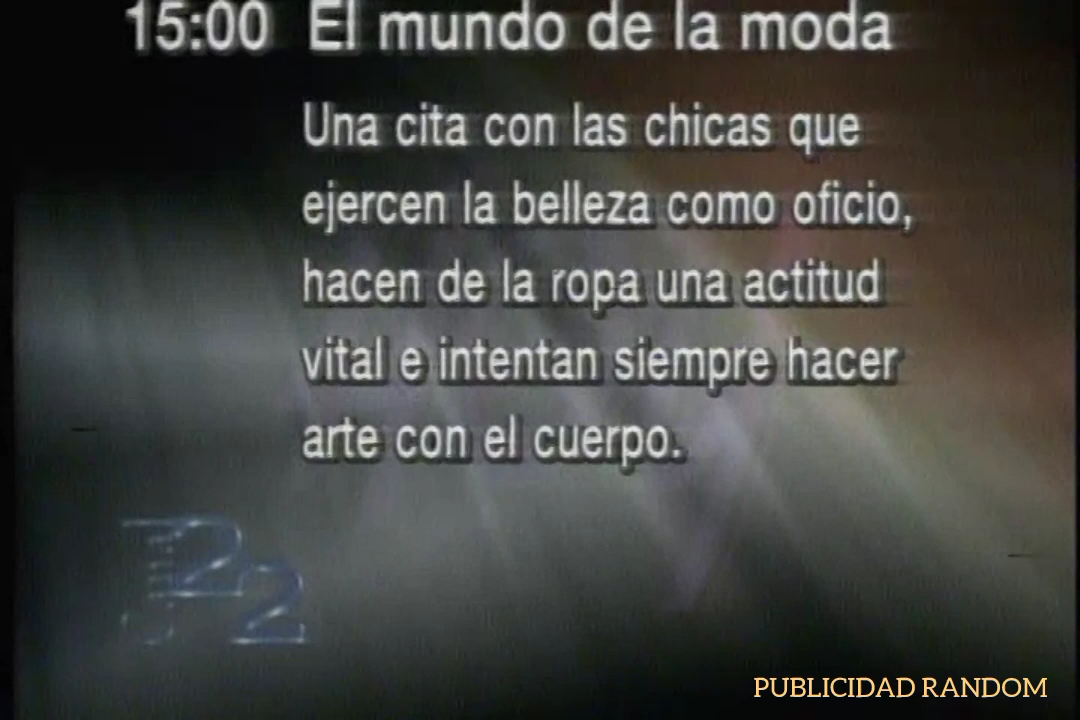 15:00 El mundo de la moda
Una cita con las chicas que
ejercen la belleza como oficio,
hacen de la ropa una actitud
vital e intentan siempre hacer
arte con el cuerpo.
22
PUBLICIDAD RANDOM